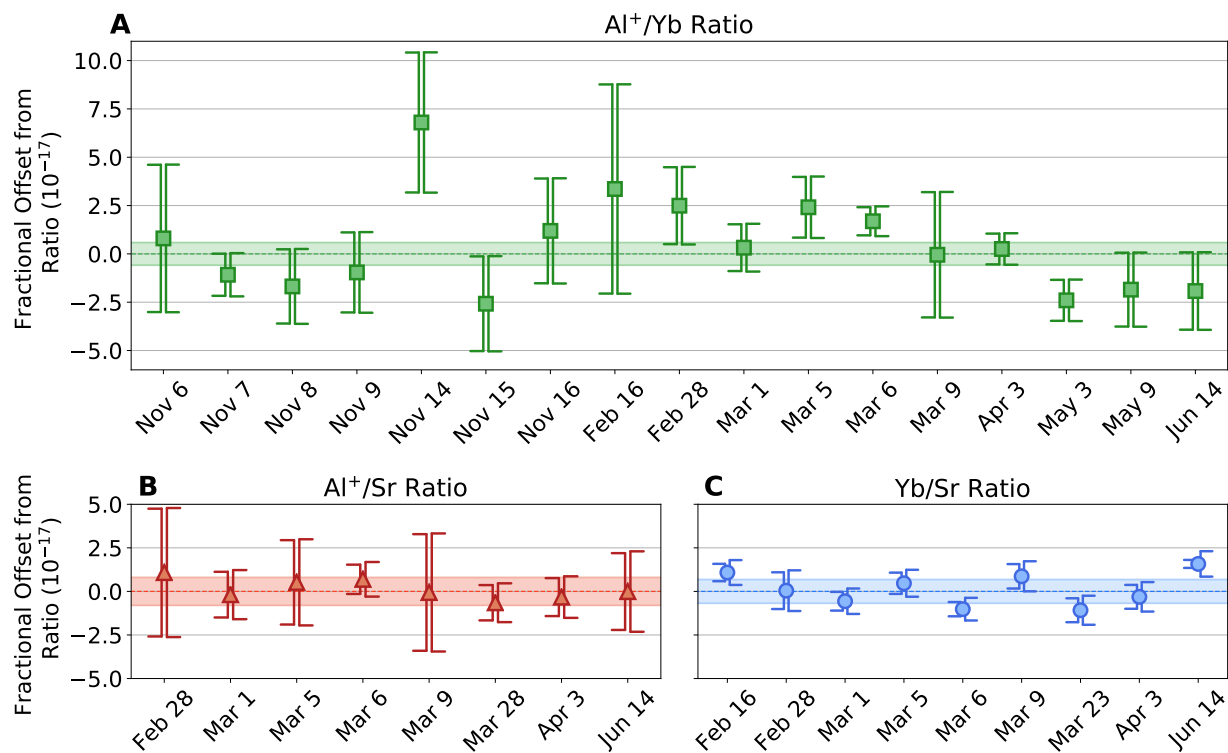 A
Al⁺/Yb Ratio
Fractional Offset from
Ratio (10⁻¹⁷)
10.0
7.5
5.0
2.5
0.0
−2.5
−5.0
Nov 6
Nov 7
Nov 8
Nov 9
Nov 14
Nov 15
Nov 16
Feb 16
Feb 28
Mar 1
Mar 5
Mar 6
Mar 9
Apr 3
May 3
May 9
Jun 14
B
Al⁺/Sr Ratio
Fractional Offset from
Ratio (10⁻¹⁷)
5.0
2.5
0.0
−2.5
−5.0
Feb 28
Mar 1
Mar 5
Mar 6
Mar 9
Mar 28
Apr 3
Jun 14
C
Yb/Sr Ratio
Feb 16
Feb 28
Mar 1
Mar 5
Mar 6
Mar 9
Mar 23
Apr 3
Jun 14